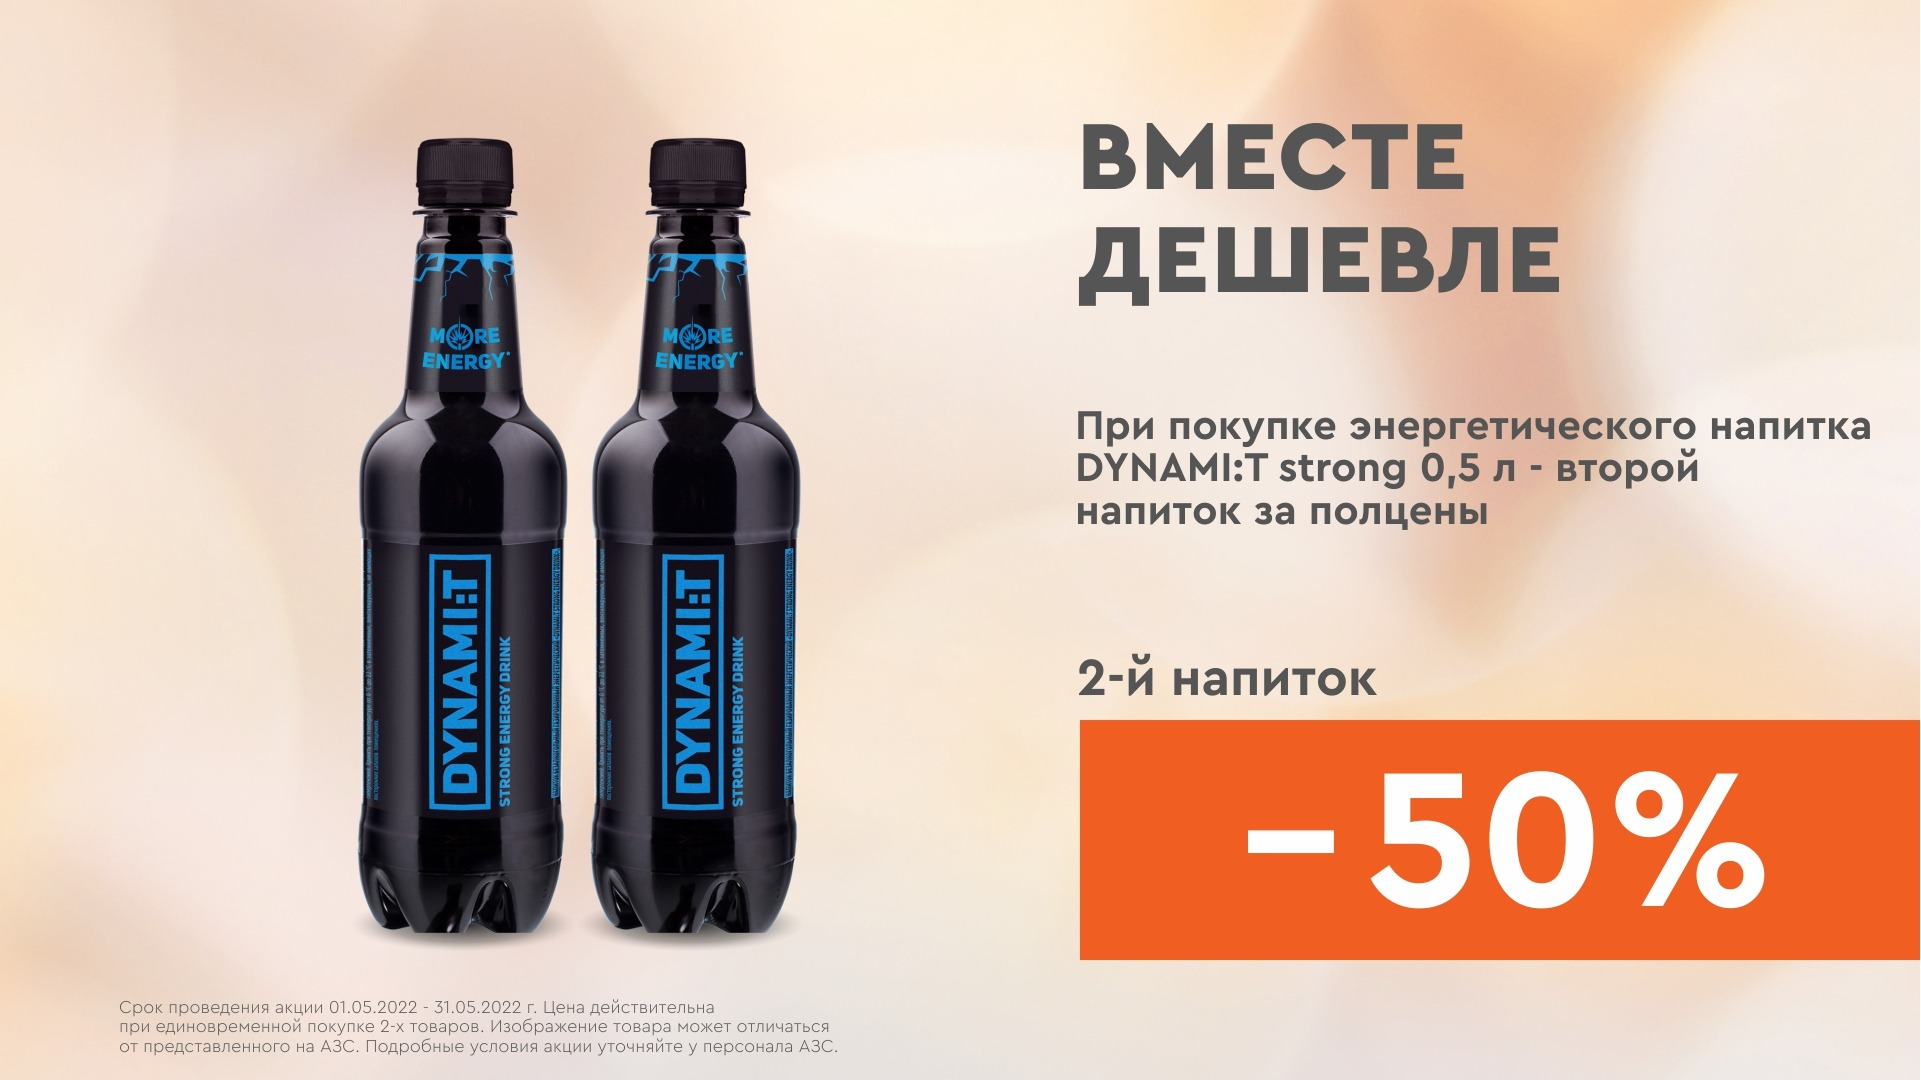 ВМЕСТЕ
ДЕШЕВЛЕ
При покупке энергетического напитка
DYNAMI:T strong 0,5 л - второй
напиток за полцены
2-й напиток
-50%
MORE
ENERGY*
DYNAMI:T
STRONG ENERGY DRINK
MORE
ENERGY*
DYNAMI:T
STRONG ENERGY DRINK
Срок проведения акции 01.05.2022 - 31.05.2022 г. Цена действительна
при единовременной покупке 2-х товаров. Изображение товара может отличаться
от представленного на АЗС. Подробные условия акции уточняйте у персонала АЗС.